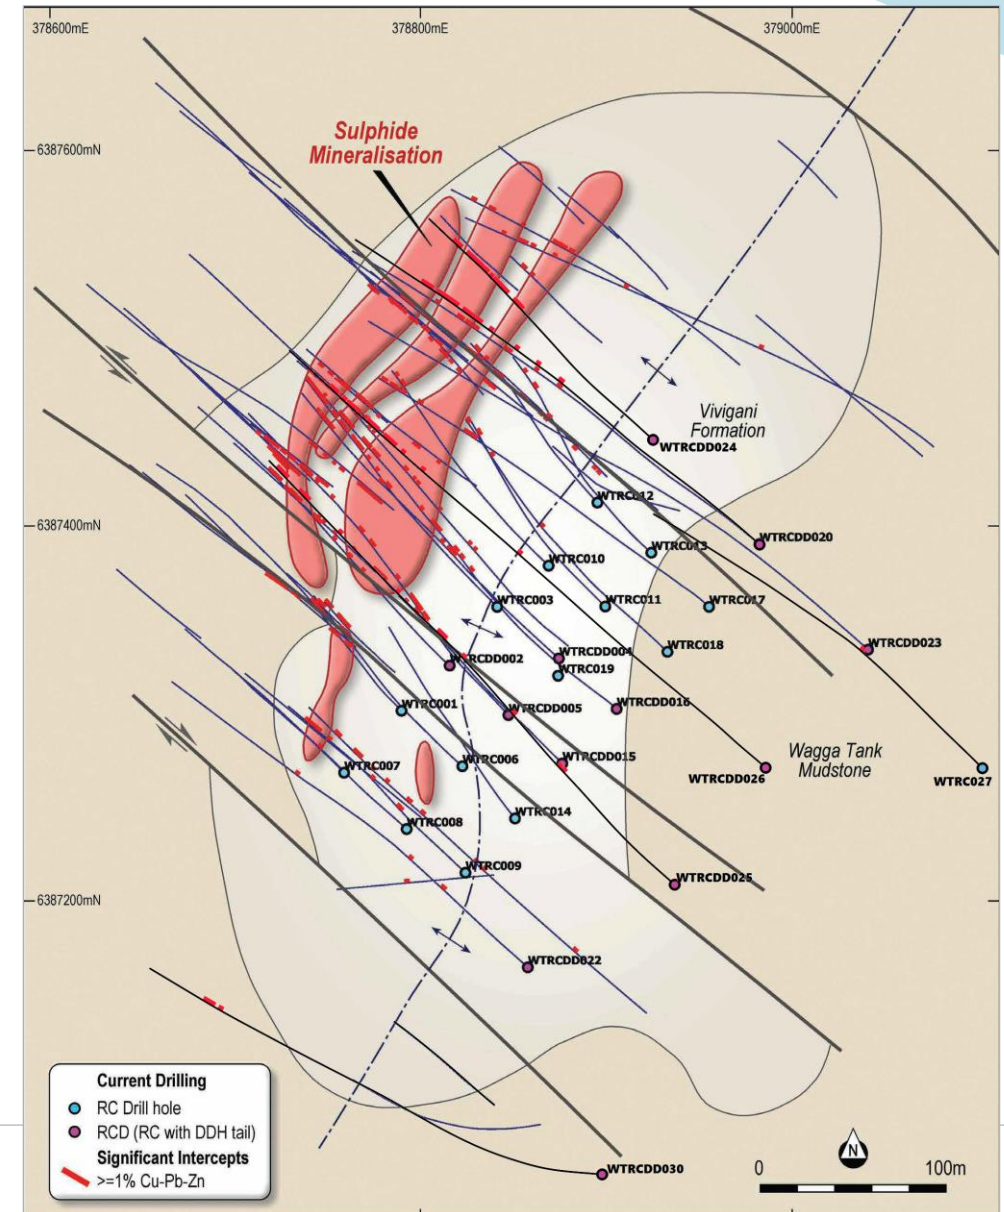 378600mE
378800mE
379000mE
Sulphide
Mineralisation
6387600mN
Vivigani
Formation
WTRCDD024
WTRC012
6387400mN
WTRCDD020
WTRC013
WTRC010
WTRC003
WTRC011
WTRC017
WTRCDD002
WTRCDD004
WTRC018
WTRCDD023
WTRC019
WTRC001
WTRCDD005
WTRCDD016
WTRC007
WTRC006
WTRCDD015
WTRCDD026
Wagga Tank
Mudstone
WTRC027
WTRC008
WTRC014
WTRC009
WTRCDD025
6387200mN
WTRCDD022
WTRCDD030
Current Drilling
RC Drill hole
RCD (RC with DDH tail)
Significant Intercepts
>=1% Cu-Pb-Zn
N
0 100m